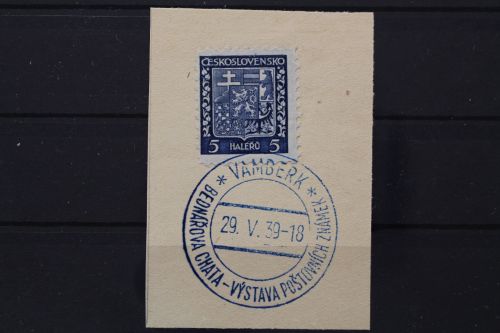 ČESKOSLOVENSKO
5 HALÉŘŮ 5
* VAMBERK *
29. V. 39-18
BEDNÁŘOVA CHATA - VÝSTAVA POŠTOVNÍCH ZNÁMEK